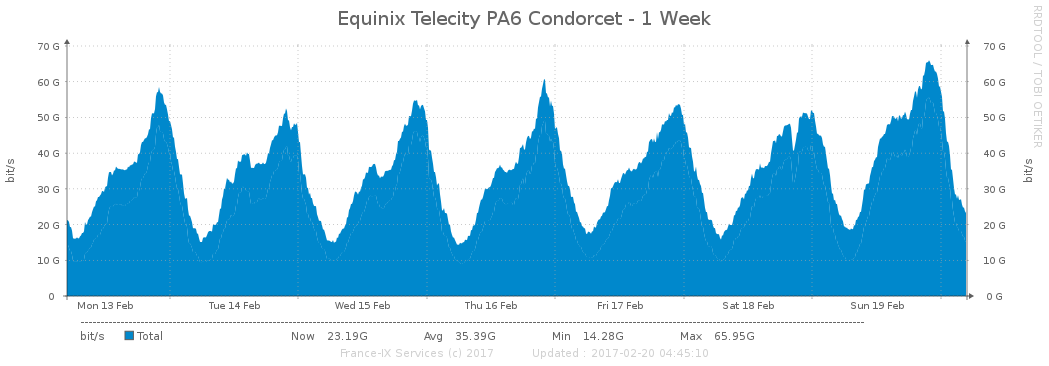 Equinix Telecity PA6 Condorcet - 1 Week
RRDTOOL / TOBI OETIKER
70 G 70 G
60 G 60 G
50 G 50 G
40 G 40 G
30 G 30 G
20 G 20 G
10 G 10 G
0 0 G
bit/s
bit/s
Mon 13 Feb Tue 14 Feb Wed 15 Feb Thu 16 Feb Fri 17 Feb Sat 18 Feb Sun 19 Feb
bit/s Total Now 23.19G Avg 35.39G Min 14.28G Max 65.95G
France-IX Services (c) 2017 Updated : 2017-02-20 04:45:10